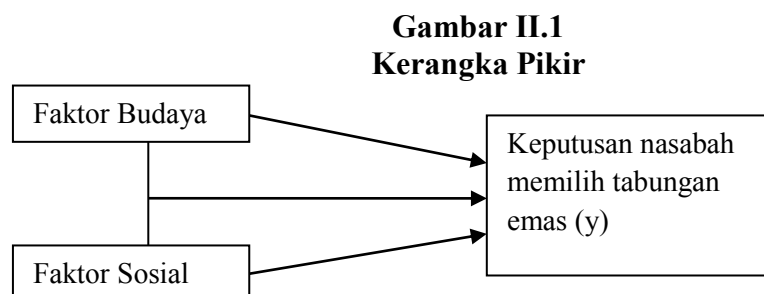 Gambar II.1
Kerangka Pikir
Faktor Budaya
Keputusan nasabah
memilih tabungan
emas (y)
Faktor Sosial